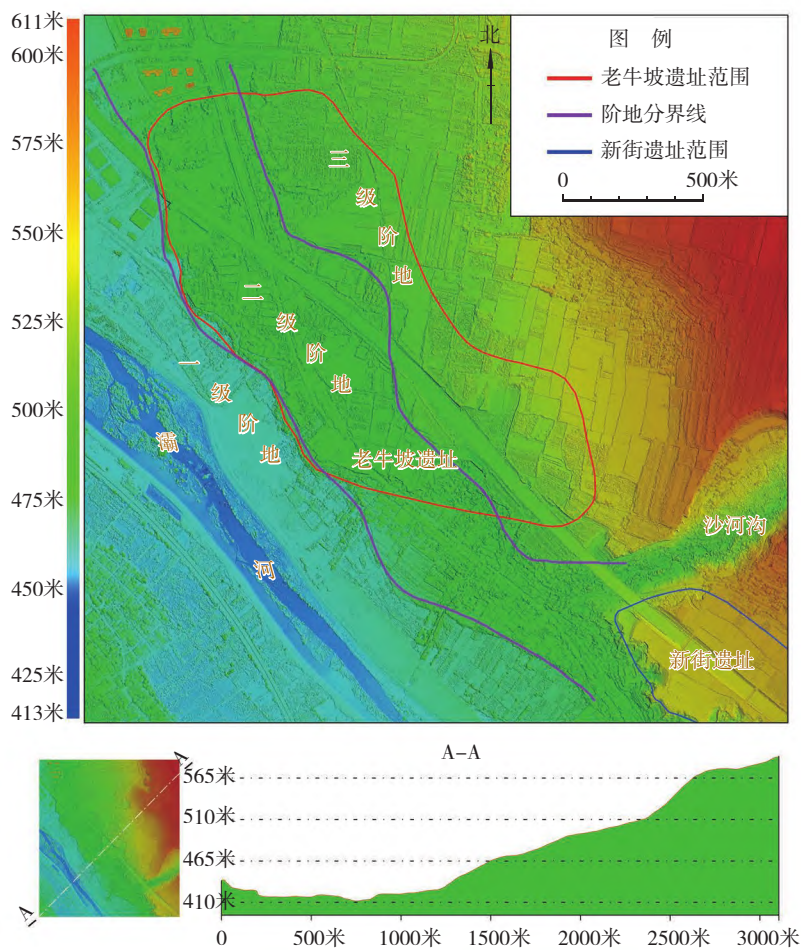 611米
600米
575米
550米
525米
500米
475米
450米
425米
413米
北
图 例
老牛坡遗址范围
阶地分界线
新街遗址范围
0 500米
三级阶地
二级阶地
一级阶地
灞河
老牛坡遗址
沙河沟
新街遗址
A-A
A
A
565米
510米
465米
410米
0 500米 1000米 1500米 2000米 2500米 3000米